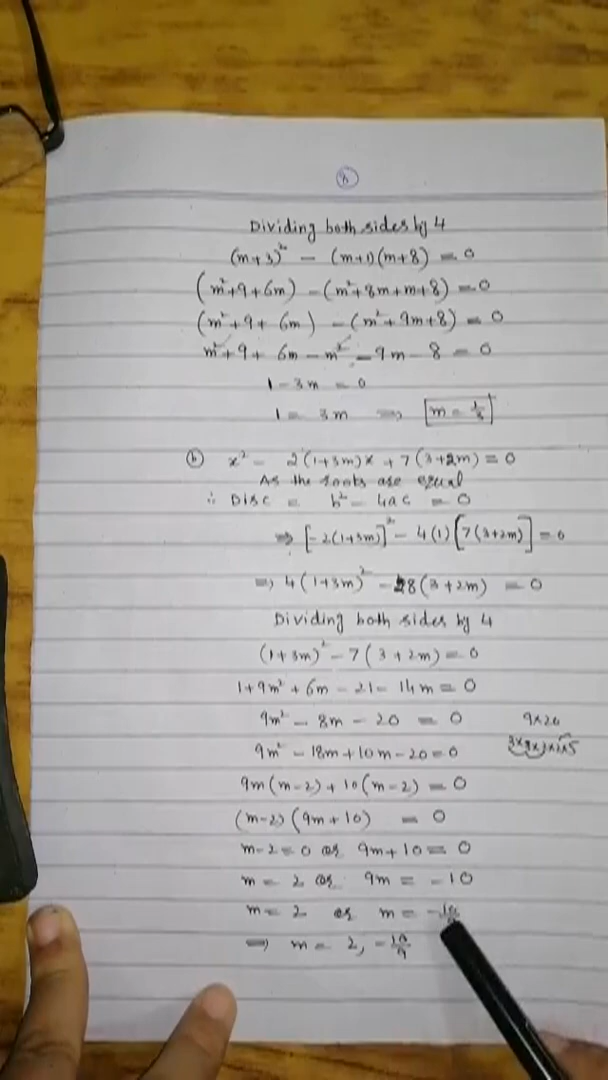 Dividing both sides by 4
(m+3)² - (m+1)(m+8) = 0
(m²+9+6m) - (m²+8m+m+8) = 0
(m²+9+6m) - (m²+9m+8) = 0
m²+9+6m-m²-9m-8 = 0
1-3m = 0
1 = 3m ⇒ m = 1/3
(b) x² - 2(1+3m)x + 7(3+2m) = 0
As the roots are equal
∴ Disc = b² - 4ac = 0
⇒ [-2(1+3m)]² - 4(1)[7(3+2m)] = 0
⇒ 4(1+3m)² - 28(3+2m) = 0
Dividing both sides by 4
(1+3m)² - 7(3+2m) = 0
1+9m²+6m-21-14m = 0
9m² - 8m - 20 = 0 9×20
9m² - 18m+10m-20=0 3×3×2×2×5
9m(m-2)+10(m-2) = 0
(m-2)(9m+10) = 0
m-2=0 or 9m+10 = 0
m = 2 or 9m = -10
m = 2 or m = -10/9
⇒ m = 2, -10/9